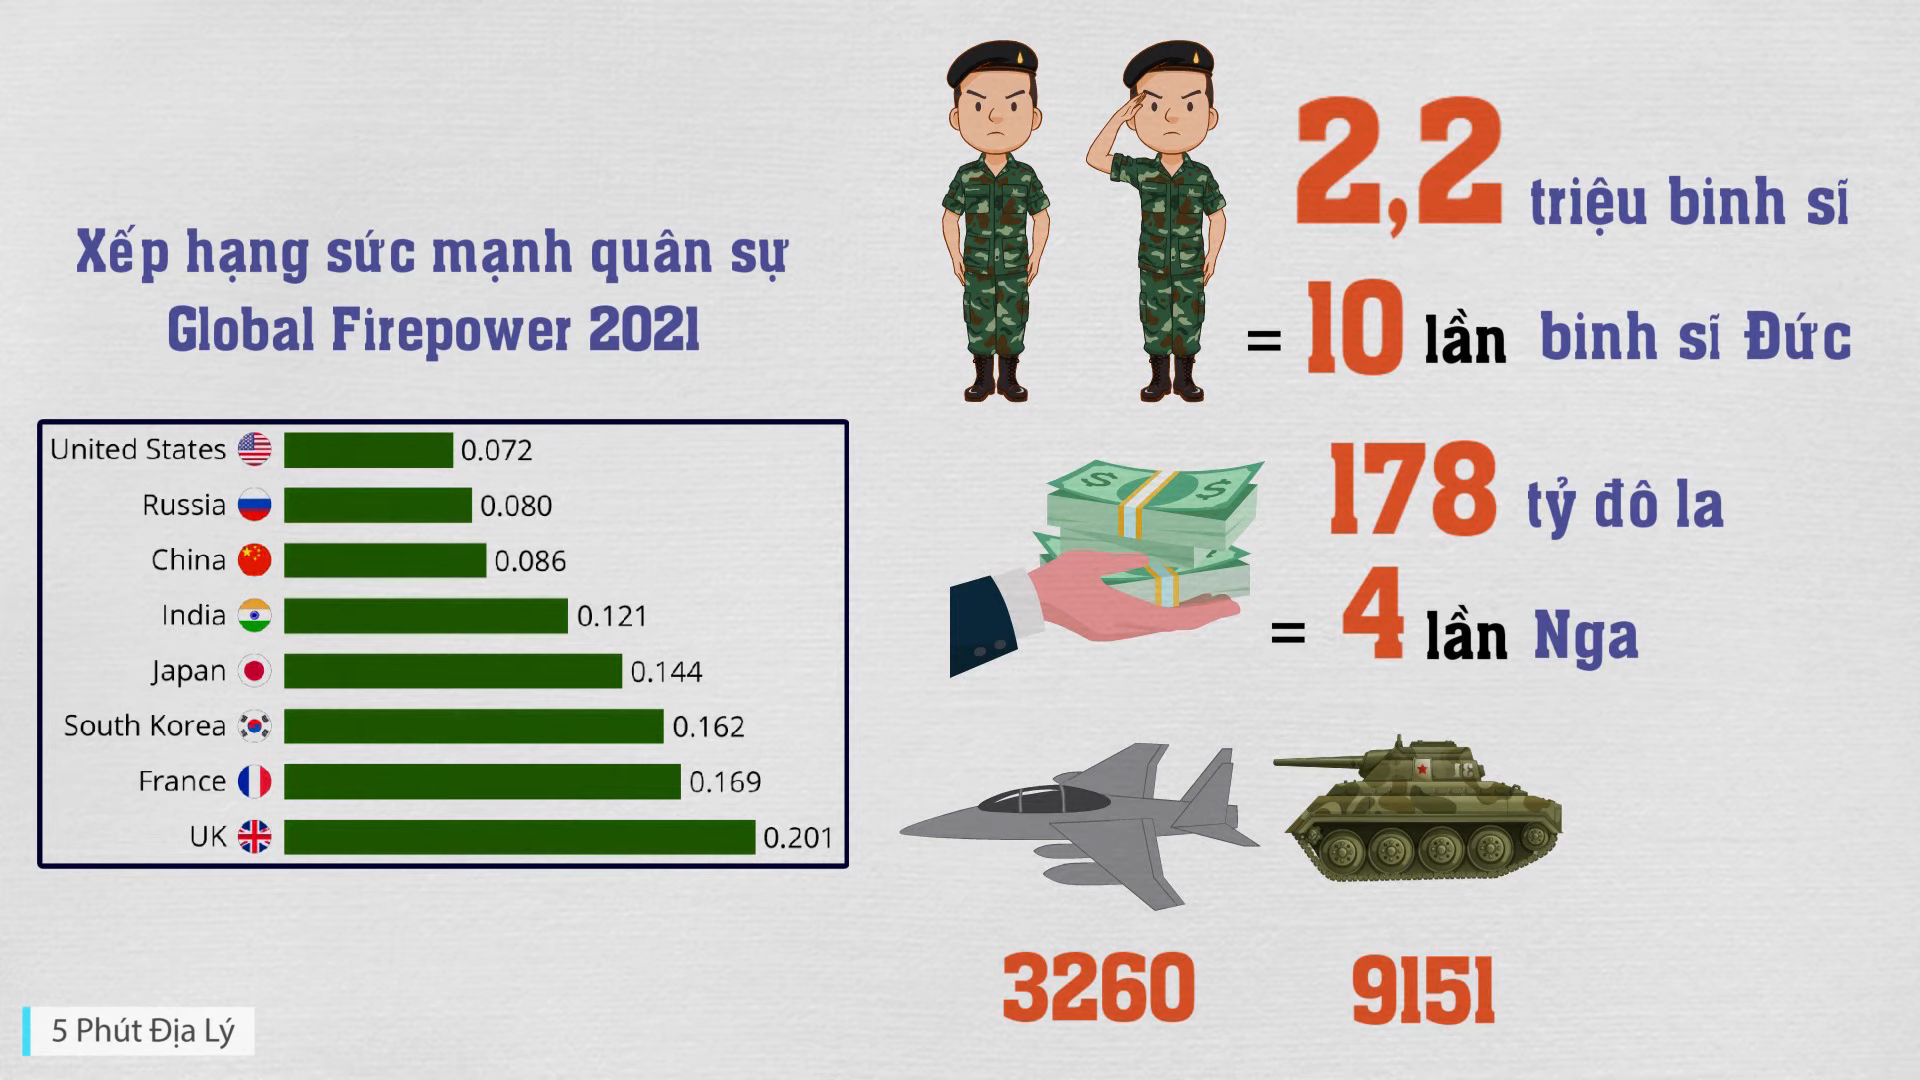 Xếp hạng sức mạnh quân sự
Global Firepower 2021
United States 0.072
Russia 0.080
China 0.086
India 0.121
Japan 0.144
South Korea 0.162
France 0.169
UK 0.201
2,2 triệu binh sĩ
= 10 lần binh sĩ Đức
178 tỷ đô la
= 4 lần Nga
3260
9151
5 Phút Địa Lý